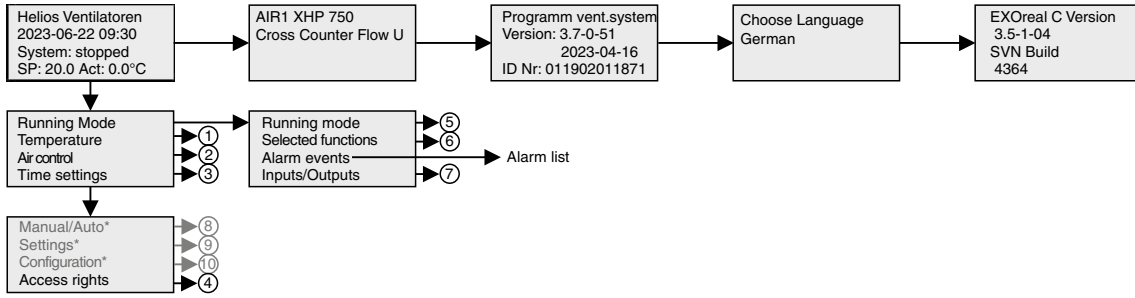 Helios Ventilatoren
2023-06-22 09:30
System: stopped
SP: 20.0 Act: 0.0°C
AIR1 XHP 750
Cross Counter Flow U
Programm vent.system
Version: 3.7-0-51
2023-04-16
ID Nr: 011902011871
Choose Language
German
EXOreal C Version
3.5-1-04
SVN Build
4364
Running Mode
Temperature 1
Air control 2
Time settings 3
Running mode 5
Selected functions 6
Alarm events Alarm list
Inputs/Outputs 7
Manual/Auto* 8
Settings* 9
Configuration* 10
Access rights 4